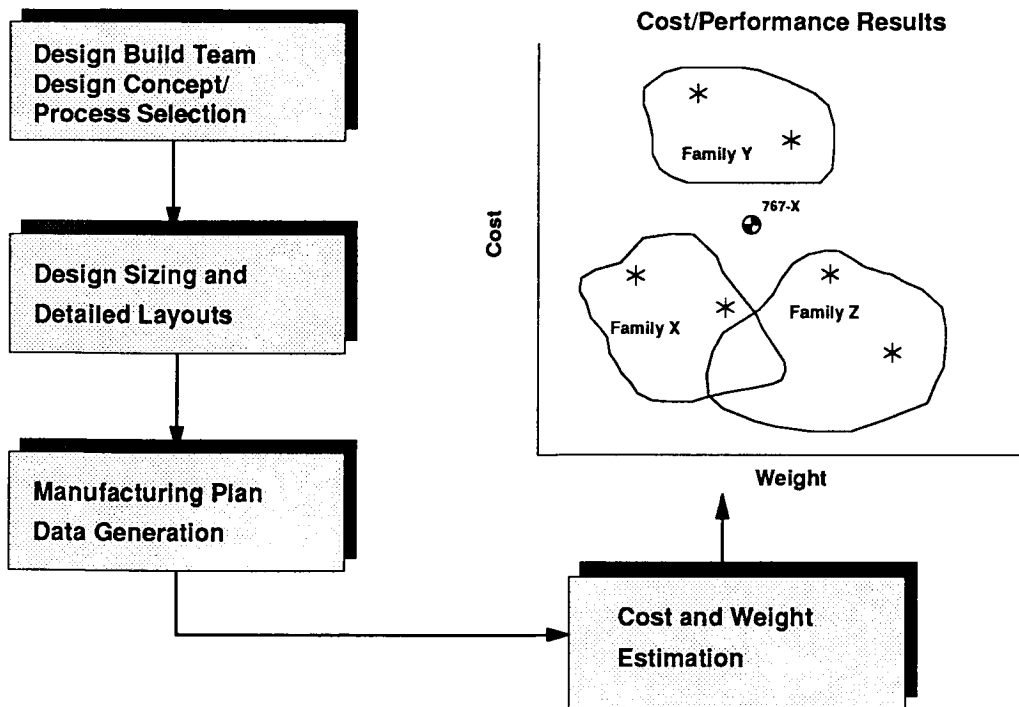 Design Build Team
Design Concept/
Process Selection
Design Sizing and
Detailed Layouts
Manufacturing Plan
Data Generation
Cost and Weight
Estimation
Cost/Performance Results
Cost
Family Y
767-X
Family X
Family Z
Weight